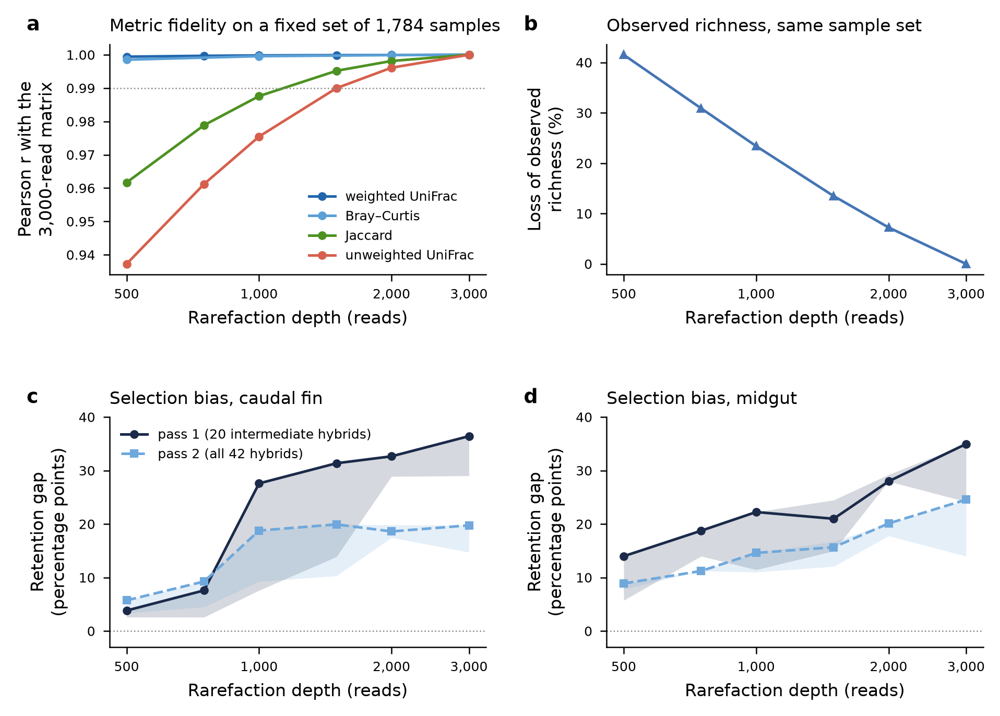 a
Metric fidelity on a fixed set of 1,784 samples
Pearson r with the
3,000-read matrix
1.00
0.99
0.98
0.97
0.96
0.95
0.94
weighted UniFrac
Bray–Curtis
Jaccard
unweighted UniFrac
500
1,000
2,000
3,000
Rarefaction depth (reads)
b
Observed richness, same sample set
Loss of observed
richness (%)
40
30
20
10
0
500
1,000
2,000
3,000
Rarefaction depth (reads)
c
Selection bias, caudal fin
Retention gap
(percentage points)
40
30
20
10
0
pass 1 (20 intermediate hybrids)
pass 2 (all 42 hybrids)
500
1,000
2,000
3,000
Rarefaction depth (reads)
d
Selection bias, midgut
Retention gap
(percentage points)
40
30
20
10
0
500
1,000
2,000
3,000
Rarefaction depth (reads)